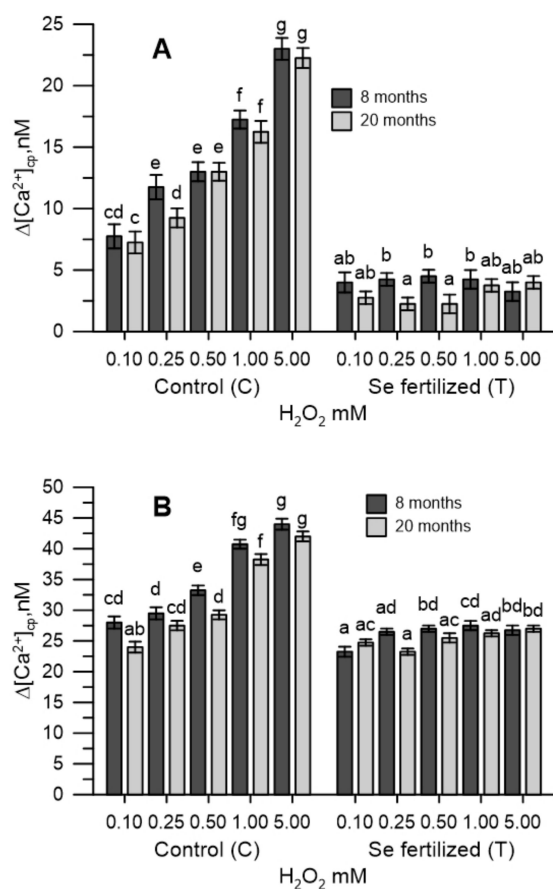 A
25
20
15
10
5
0
Δ[Ca²⁺]cp,nM
8 months
20 months
cd c e d e e f f g g
ab ab b a b a b ab ab ab
0.10 0.25 0.50 1.00 5.00 0.10 0.25 0.50 1.00 5.00
Control (C) Se fertilized (T)
H₂O₂ mM
B
50
45
40
35
30
25
20
15
10
5
0
Δ[Ca²⁺]cp,nM
8 months
20 months
cd ab d cd e d fg f g g
a ac ad a bd ac cd ad bd bd
0.10 0.25 0.50 1.00 5.00 0.10 0.25 0.50 1.00 5.00
Control (C) Se fertilized (T)
H₂O₂ mM